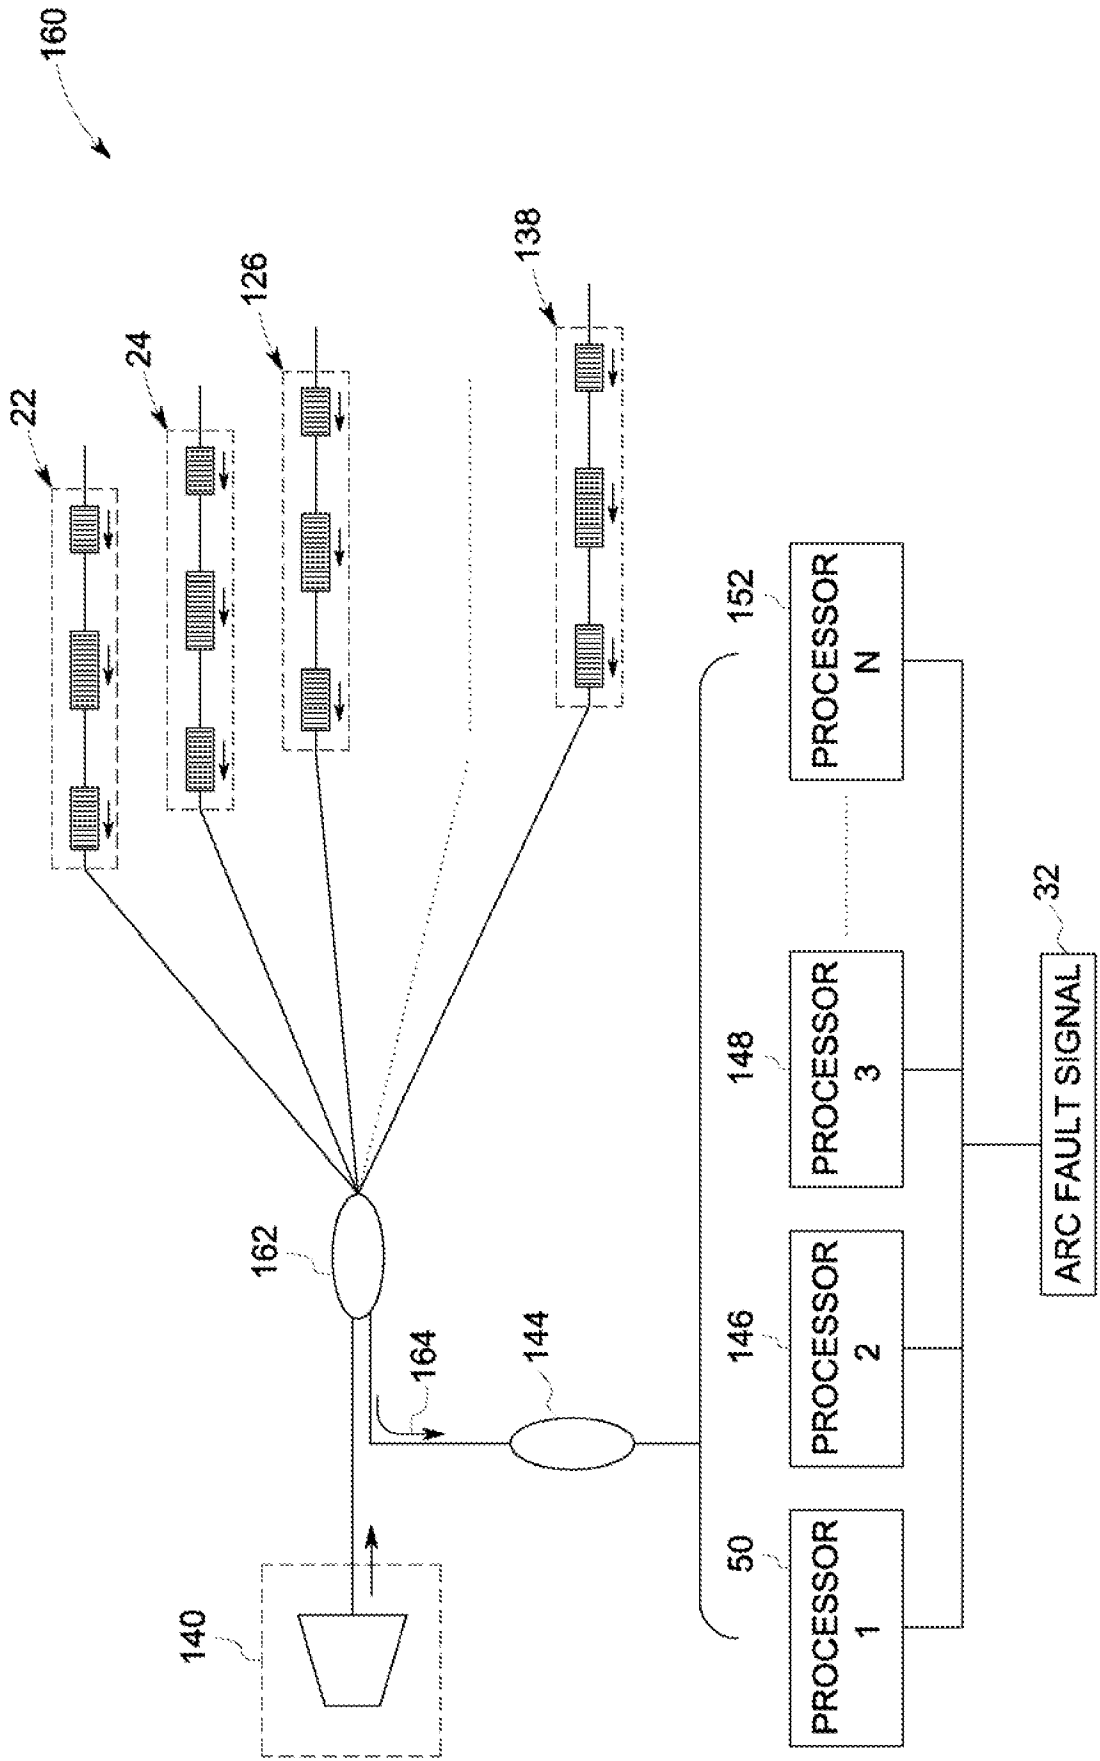 160
22
24
126
138
162
164
144
140
50
PROCESSOR
1
146
PROCESSOR
2
148
PROCESSOR
3
152
PROCESSOR
N
32
ARC FAULT SIGNAL